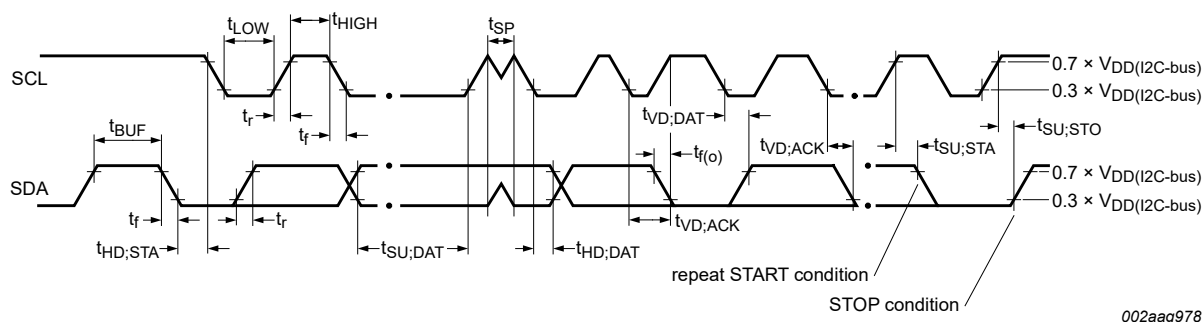 tLOW
tHIGH
tSP
SCL
0.7 × VDD(I2C-bus)
0.3 × VDD(I2C-bus)
tr
tf
tBUF
tVD;DAT
tSU;STO
tf(o)
tVD;ACK
tSU;STA
SDA
0.7 × VDD(I2C-bus)
0.3 × VDD(I2C-bus)
tf
tr
tHD;STA
tSU;DAT
tHD;DAT
tVD;ACK
repeat START condition
STOP condition
002aag978